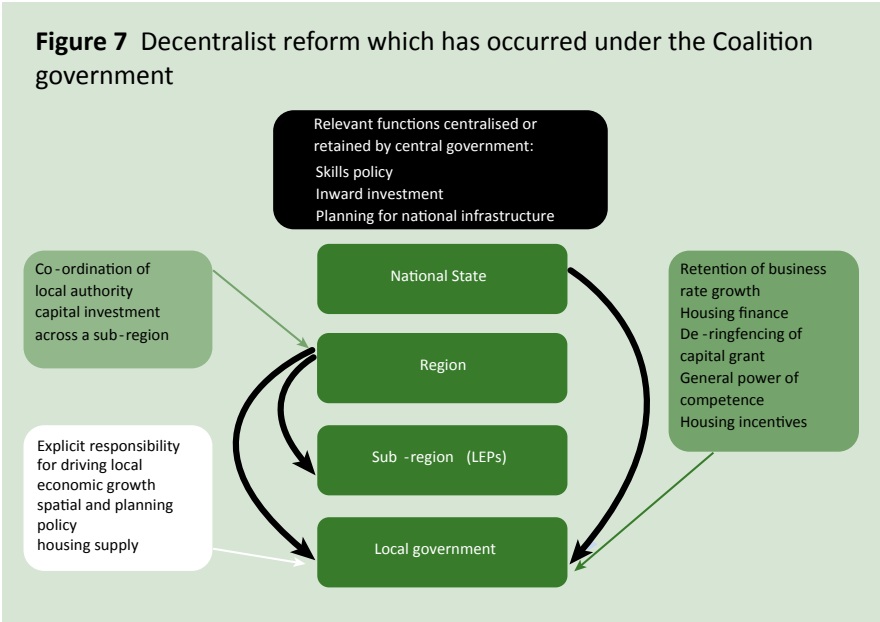 Figure 7 Decentralist reform which has occurred under the Coalition
government
Relevant functions centralised or
retained by central government:
Skills policy
Inward investment
Planning for national infrastructure
National State
Region
Sub -region (LEPs)
Local government
Co-ordination of
local authority
capital investment
across a sub-region
Explicit responsibility
for driving local
economic growth
spatial and planning
policy
housing supply
Retention of business
rate growth
Housing finance
De -ringfencing of
capital grant
General power of
competence
Housing incentives